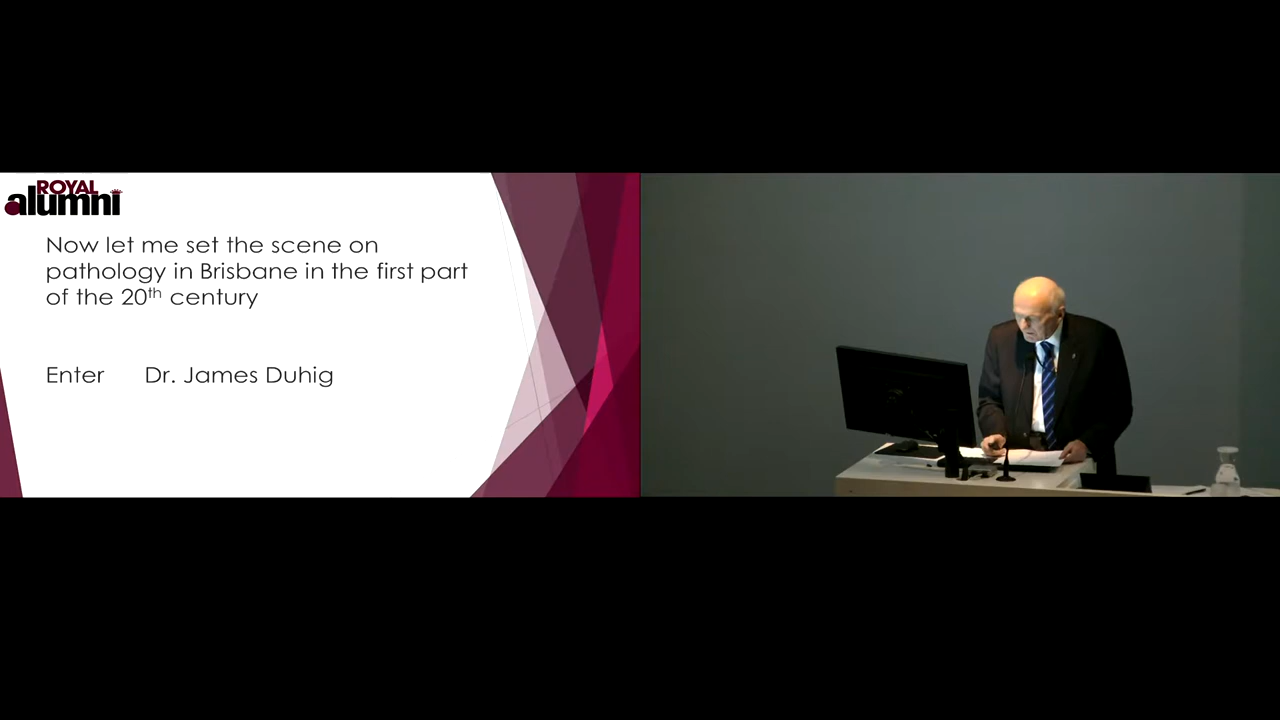 ROYAL
alumni
Now let me set the scene on
pathology in Brisbane in the first part
of the 20th century
Enter Dr. James Duhig